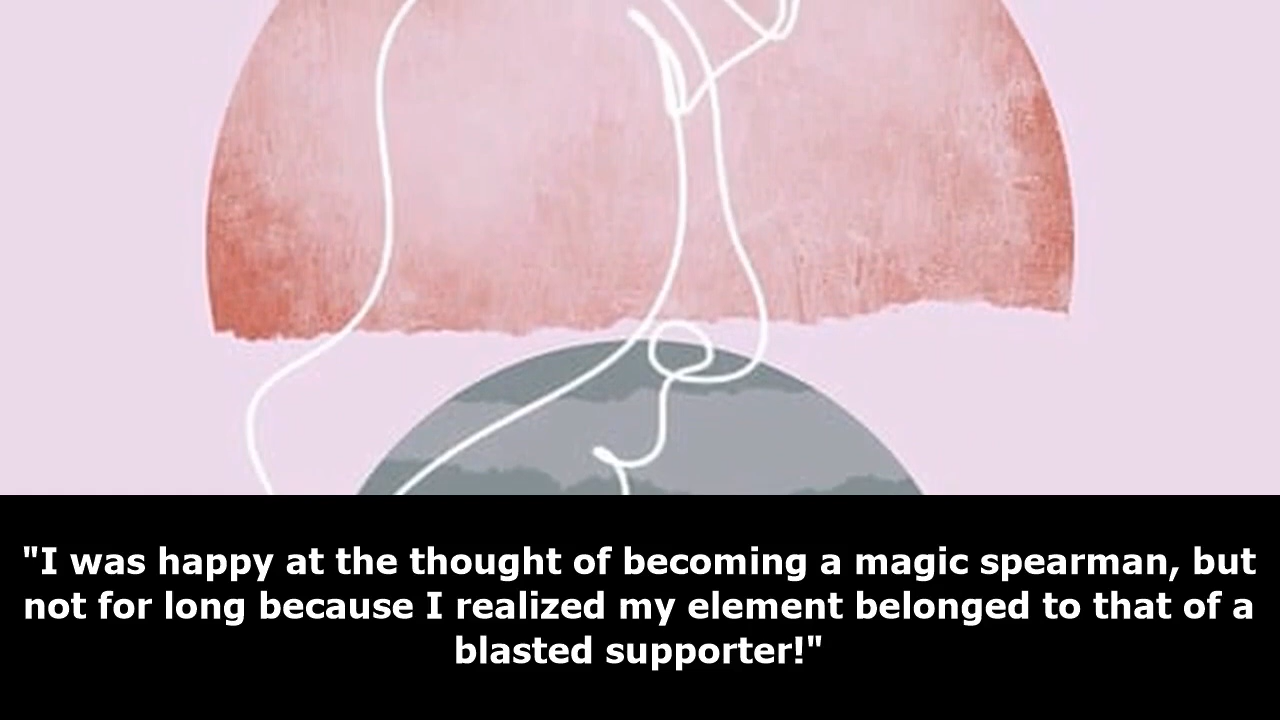 "I was happy at the thought of becoming a magic spearman, but
not for long because I realized my element belonged to that of a
blasted supporter!"